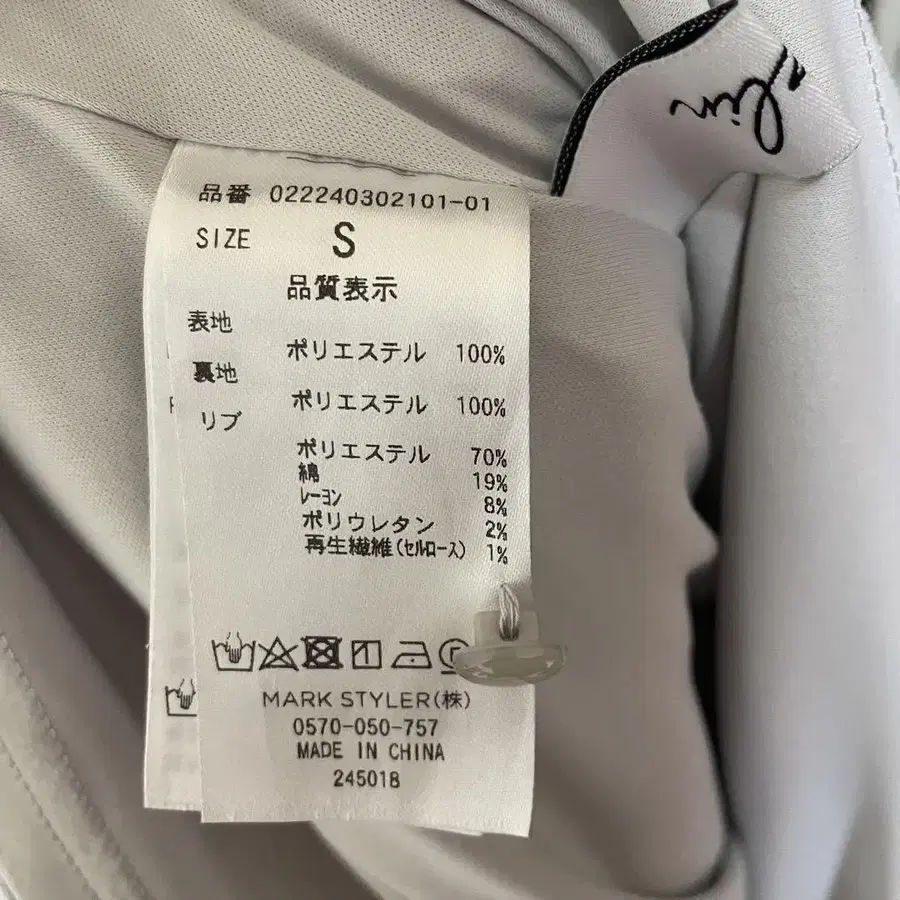 品番 022240302101-01
SIZE S
品質表示
表地
ポリエステル 100%
裏地
ポリエステル 100%
リブ
ポリエステル 70%
綿 19%
レーヨン 8%
ポリウレタン 2%
再生繊維(セルロース) 1%
MARK STYLER(株)
0570-050-757
MADE IN CHINA
245018